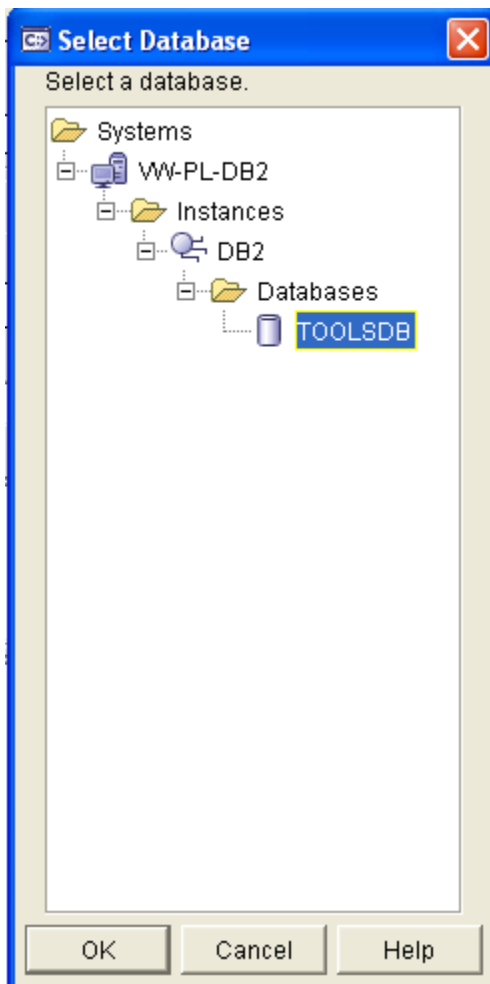 Select Database
Select a database.
Systems
VW-PL-DB2
Instances
DB2
Databases
TOOLSDB
OK Cancel Help